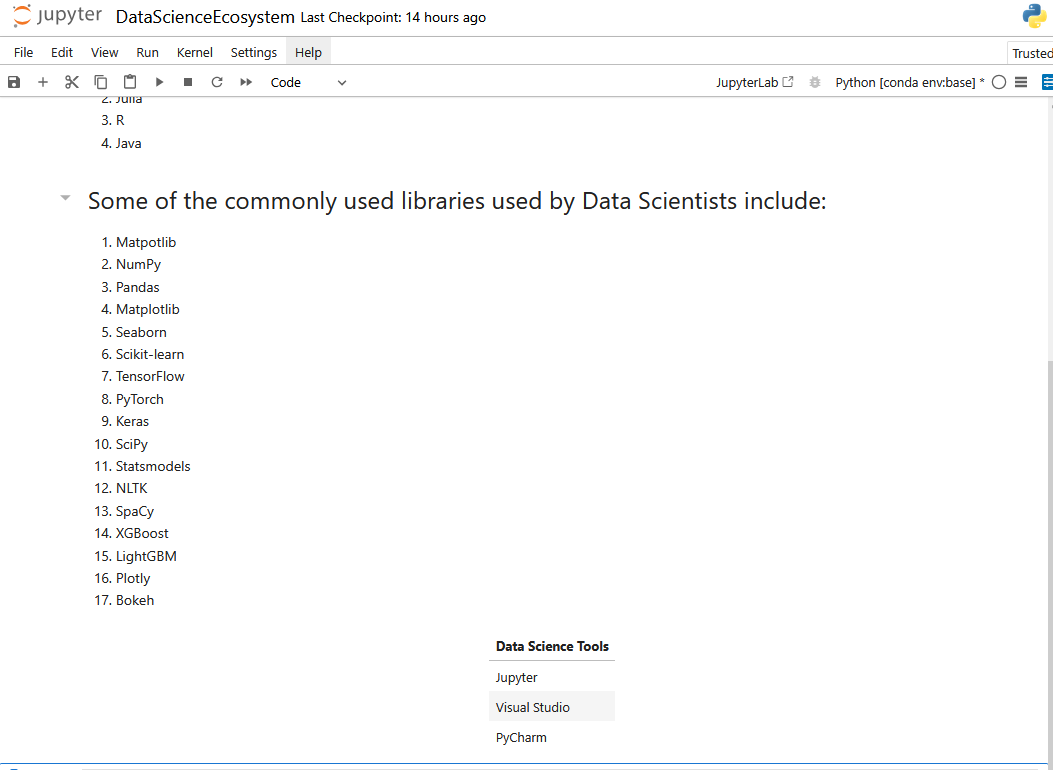 jupyter DataScienceEcosystem Last Checkpoint: 14 hours ago
File Edit View Run Kernel Settings Help Trusted
Code JupyterLab Python [conda env:base] *
2. Julia
3. R
4. Java
Some of the commonly used libraries used by Data Scientists include:
1. Matpotlib
2. NumPy
3. Pandas
4. Matplotlib
5. Seaborn
6. Scikit-learn
7. TensorFlow
8. PyTorch
9. Keras
10. SciPy
11. Statsmodels
12. NLTK
13. SpaCy
14. XGBoost
15. LightGBM
16. Plotly
17. Bokeh
Data Science Tools
Jupyter
Visual Studio
PyCharm